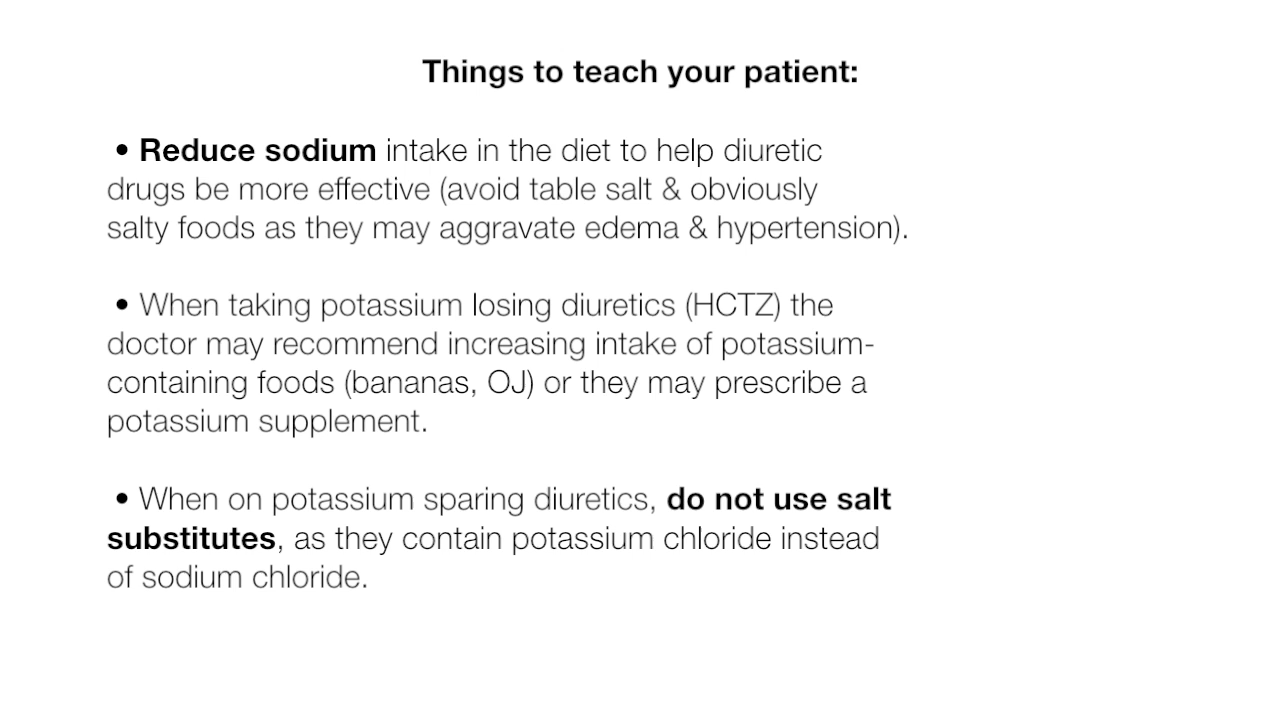 Things to teach your patient:
• Reduce sodium intake in the diet to help diuretic
drugs be more effective (avoid table salt & obviously
salty foods as they may aggravate edema & hypertension).
• When taking potassium losing diuretics (HCTZ) the
doctor may recommend increasing intake of potassium-
containing foods (bananas, OJ) or they may prescribe a
potassium supplement.
• When on potassium sparing diuretics, do not use salt
substitutes, as they contain potassium chloride instead
of sodium chloride.